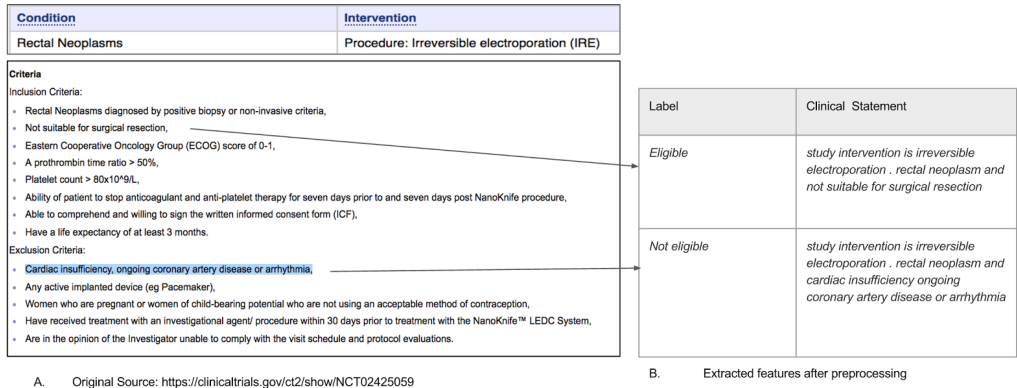 Condition
Intervention
Rectal Neoplasms
Procedure: Irreversible electroporation (IRE)
Criteria
Inclusion Criteria:
Rectal Neoplasms diagnosed by positive biopsy or non-invasive criteria,
Not suitable for surgical resection,
Eastern Cooperative Oncology Group (ECOG) score of 0-1,
A prothrombin time ratio > 50%,
Platelet count > 80x10^9/L,
Ability of patient to stop anticoagulant and anti-platelet therapy for seven days prior to and seven days post NanoKnife procedure,
Able to comprehend and willing to sign the written informed consent form (ICF),
Have a life expectancy of at least 3 months.
Exclusion Criteria:
Cardiac insufficiency, ongoing coronary artery disease or arrhythmia,
Any active implanted device (eg Pacemaker),
Women who are pregnant or women of child-bearing potential who are not using an acceptable method of contraception,
Have received treatment with an investigational agent/ procedure within 30 days prior to treatment with the NanoKnife™ LEDC System,
Are in the opinion of the Investigator unable to comply with the visit schedule and protocol evaluations.
A. Original Source: https://clinicaltrials.gov/ct2/show/NCT02425059
Label
Clinical Statement
Eligible
study intervention is irreversible
electroporation . rectal neoplasm and
not suitable for surgical resection
Not eligible
study intervention is irreversible
electroporation . rectal neoplasm and
cardiac insufficiency ongoing
coronary artery disease or arrhythmia
B. Extracted features after preprocessing